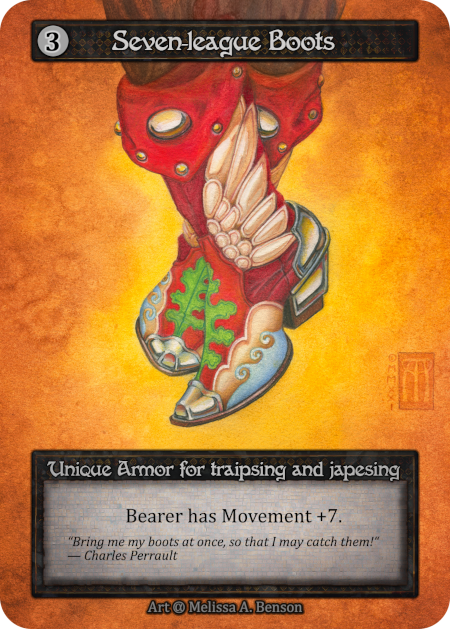 3
Seven-league Boots
Unique Armor for traipsing and japesing
Bearer has Movement +7.
"Bring me my boots at once, so that I may catch them!"
— Charles Perrault
Art @ Melissa A. Benson